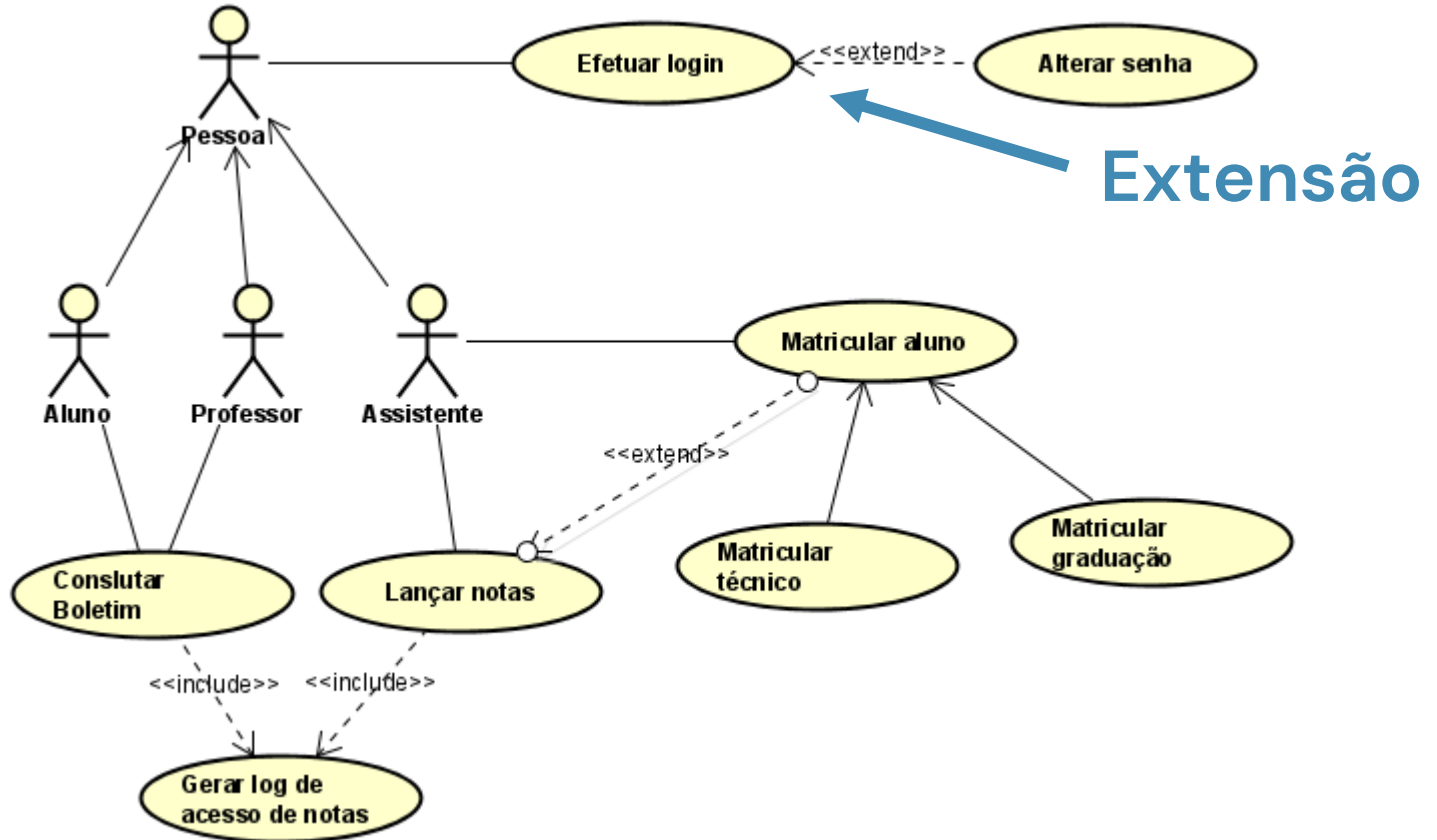 Efetuar login
<<extend>>
Alterar senha
Pessoa
Extensão
Aluno
Professor
Assistente
Matricular aluno
<<extend>>
Conslutar
Boletim
Lançar notas
Matricular
técnico
Matricular
graduação
<<include>>
<<include>>
Gerar log de
acesso de notas